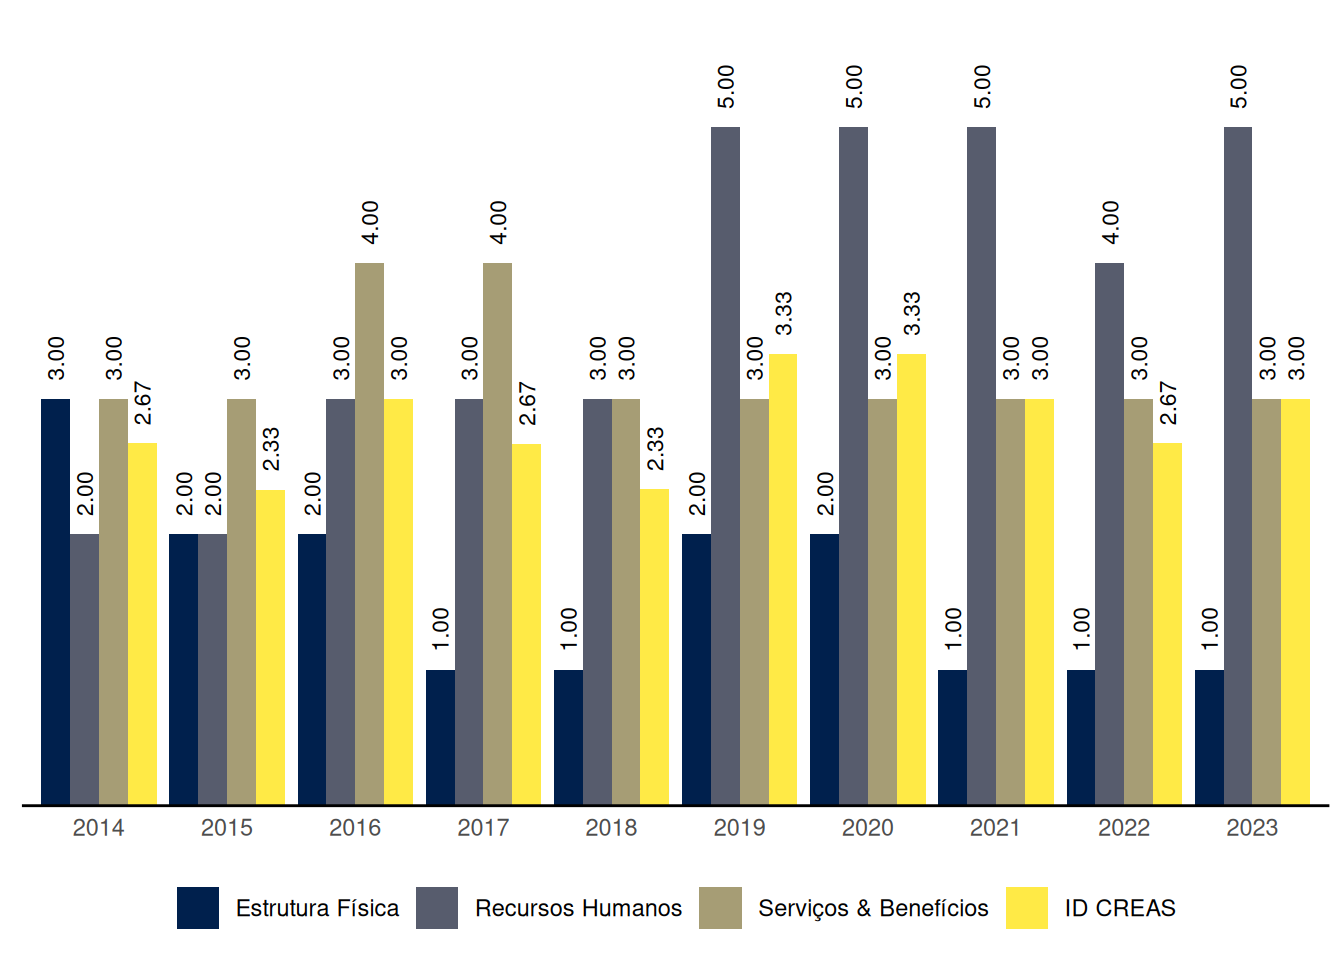 5.00 5.00 5.00 5.00
4.00 4.00 4.00
3.33 3.33
3.00 3.00 3.00 3.00 3.00 3.00 3.00 3.00 3.00 3.00 3.00 3.00 3.00 3.00 3.00
2.67 2.67 2.67
2.33 2.33
2.00 2.00 2.00 2.00 2.00 2.00
1.00 1.00 1.00 1.00 1.00
2014 2015 2016 2017 2018 2019 2020 2021 2022 2023
Estrutura Física Recursos Humanos Serviços & Benefícios ID CREAS